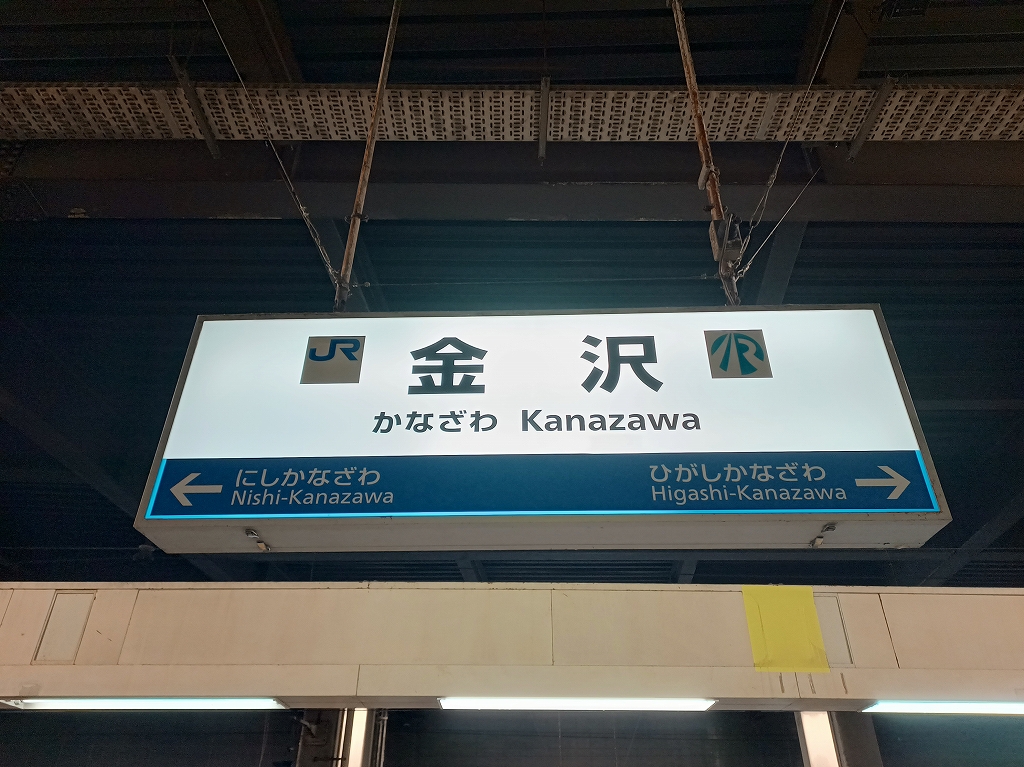 JR 金沢 IR
かなざわ Kanazawa
← にしかなざわ
Nishi-Kanazawa
ひがしかなざわ →
Higashi-Kanazawa